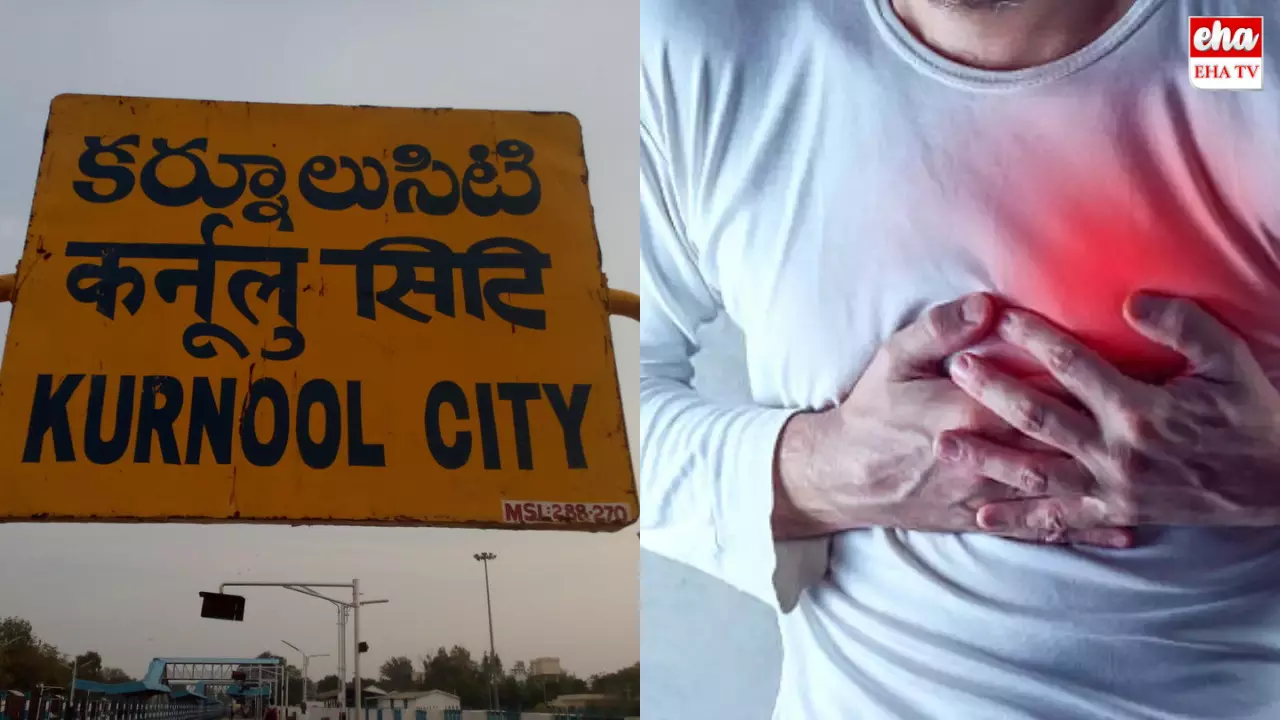 కర్నూలుసిటి
कर्नूलु सिटि
KURNOOL CITY
MSL:288·270
eha
EHA TV